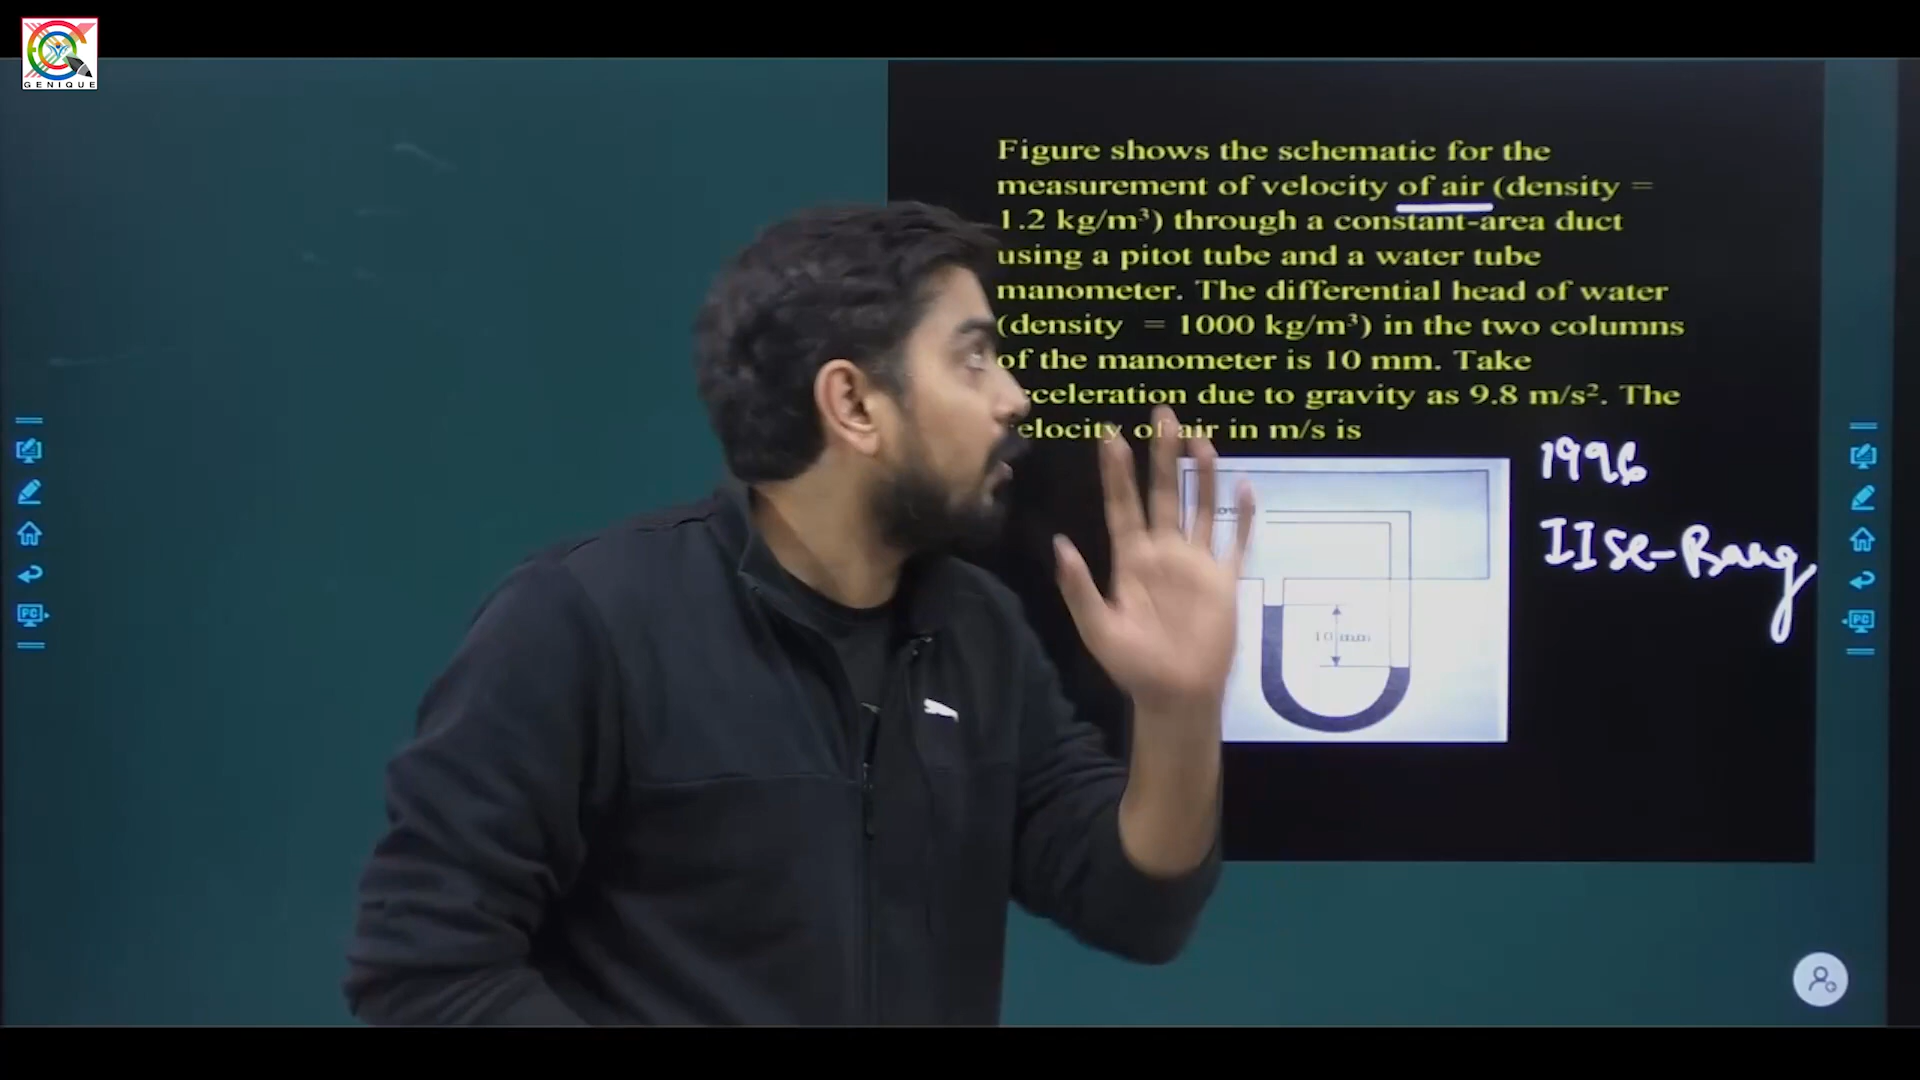 GENIQUE
Figure shows the schematic for the
measurement of velocity of air (density =
1.2 kg/m³) through a constant-area duct
using a pitot tube and a water tube
manometer. The differential head of water
(density = 1000 kg/m³) in the two columns
of the manometer is 10 mm. Take
cceleration due to gravity as 9.8 m/s². The
elocity of air in m/s is
1996
IISc-Bang
10 mm
PC
PC